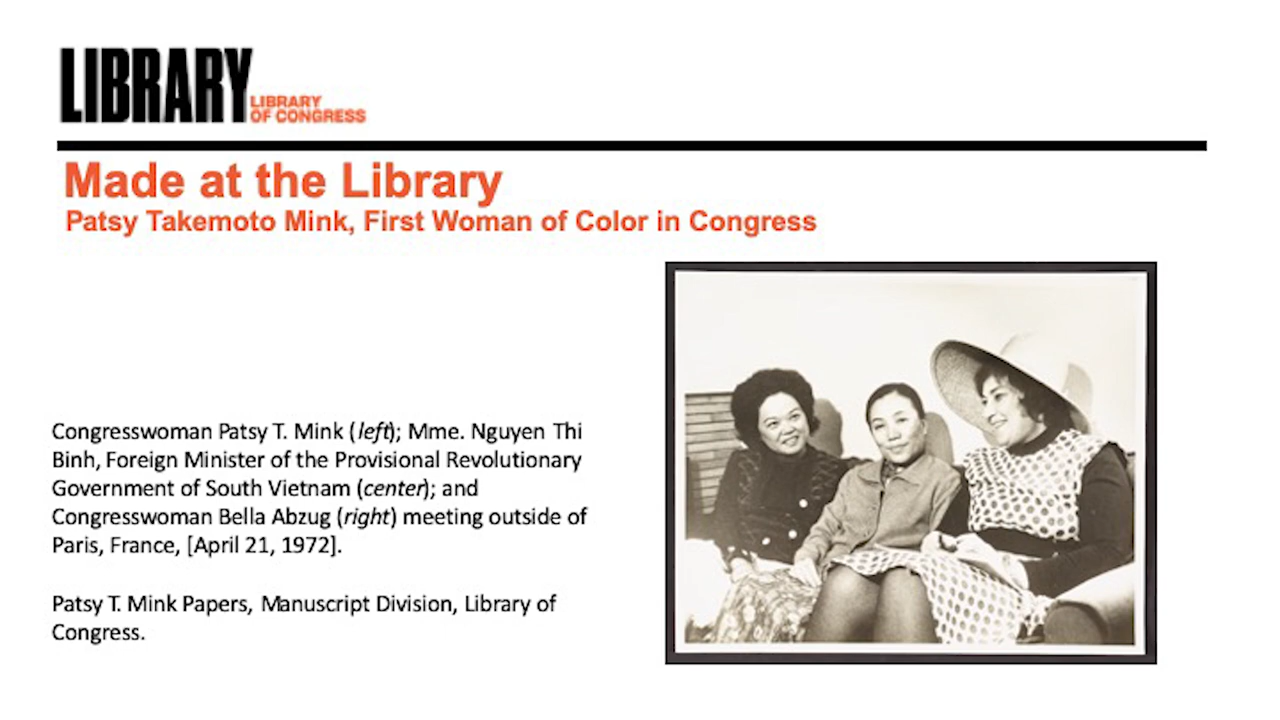 LIBRARY
LIBRARY
OF CONGRESS
Made at the Library
Patsy Takemoto Mink, First Woman of Color in Congress
Congresswoman Patsy T. Mink (left); Mme. Nguyen Thi
Binh, Foreign Minister of the Provisional Revolutionary
Government of South Vietnam (center); and
Congresswoman Bella Abzug (right) meeting outside of
Paris, France, [April 21, 1972].
Patsy T. Mink Papers, Manuscript Division, Library of
Congress.